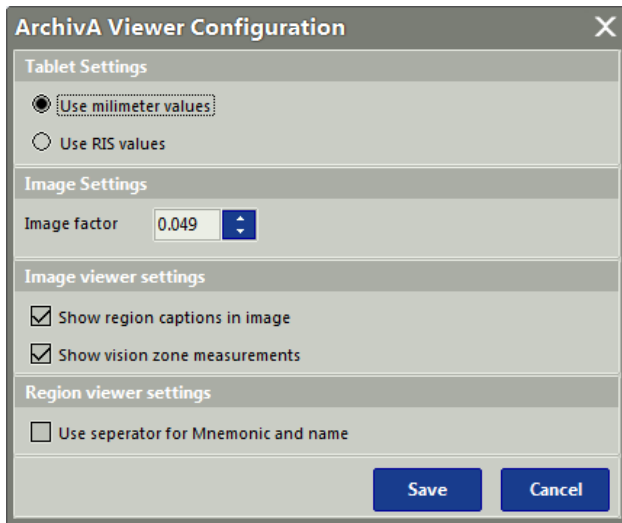 ArchivA Viewer Configuration
Tablet Settings
Use milimeter values
Use RIS values
Image Settings
Image factor 0.049
Image viewer settings
Show region captions in image
Show vision zone measurements
Region viewer settings
Use seperator for Mnemonic and name
Save Cancel